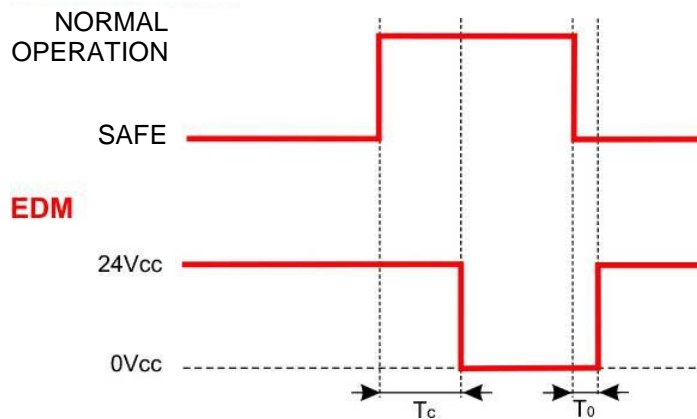 NORMAL
OPERATION
SAFE
EDM
24Vcc
0Vcc
Tc
T0